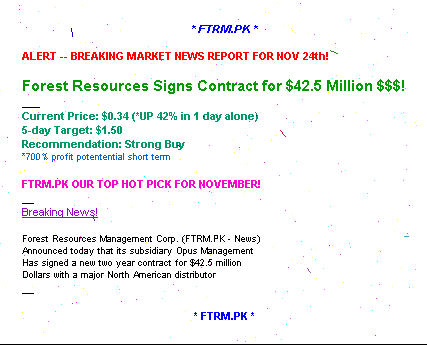 * FTRM.PK *
ALERT -- BREAKING MARKET NEWS REPORT FOR NOV 24th!
Forest Resources Signs Contract for $42.5 Million $$$!
Current Price: $0.34 (*UP 42% in 1 day alone)
5-day Target: $1.50
Recommendation: Strong Buy
*700% profit potentential short term
FTRM.PK OUR TOP HOT PICK FOR NOVEMBER!
Breaking News!
Forest Resources Management Corp. (FTRM.PK - News)
Announced today that its subsidiary Opus Management
Has signed a new two year contract for $42.5 million
Dollars with a major North American distributor
* FTRM.PK *